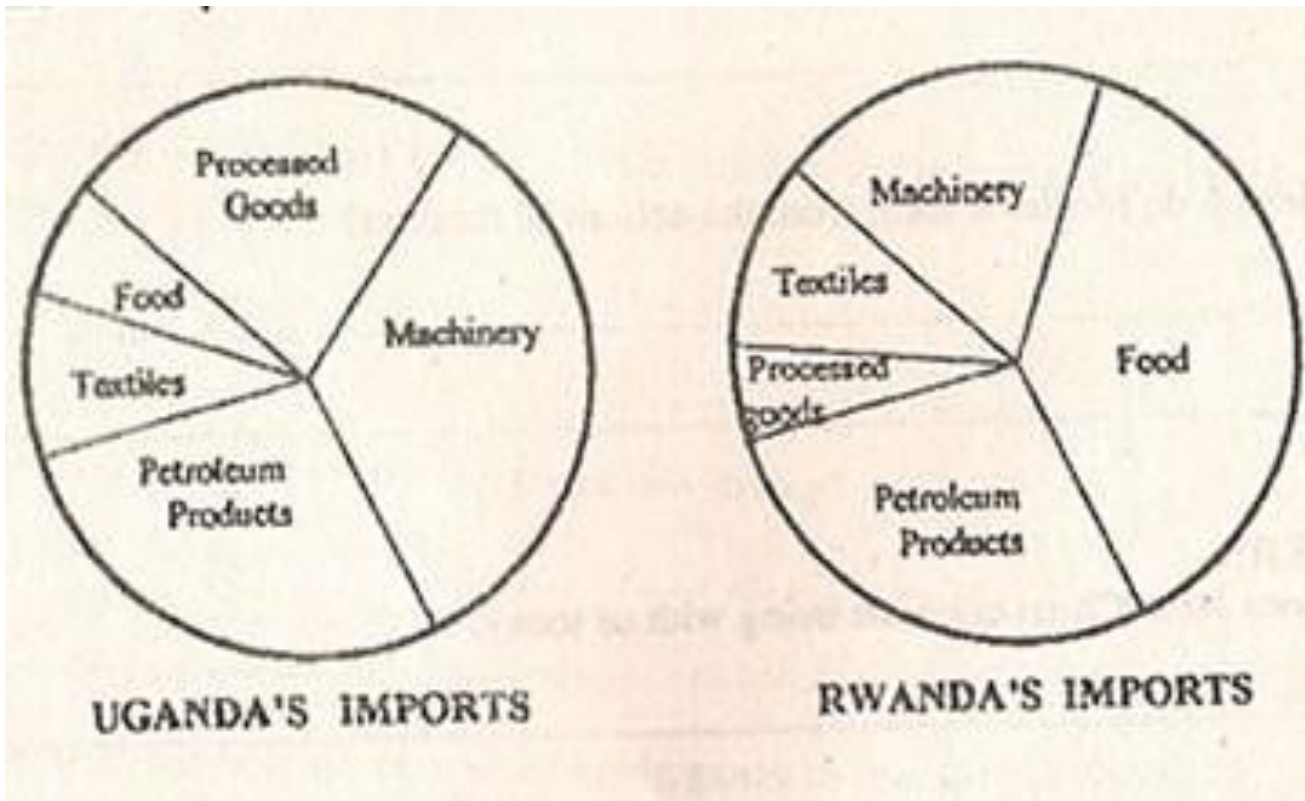 Processed
Goods
Food
Machinery
Textiles
Petroleum
Products
UGANDA'S IMPORTS
Machinery
Textiles
Food
Processed
goods
Petroleum
Products
RWANDA'S IMPORTS